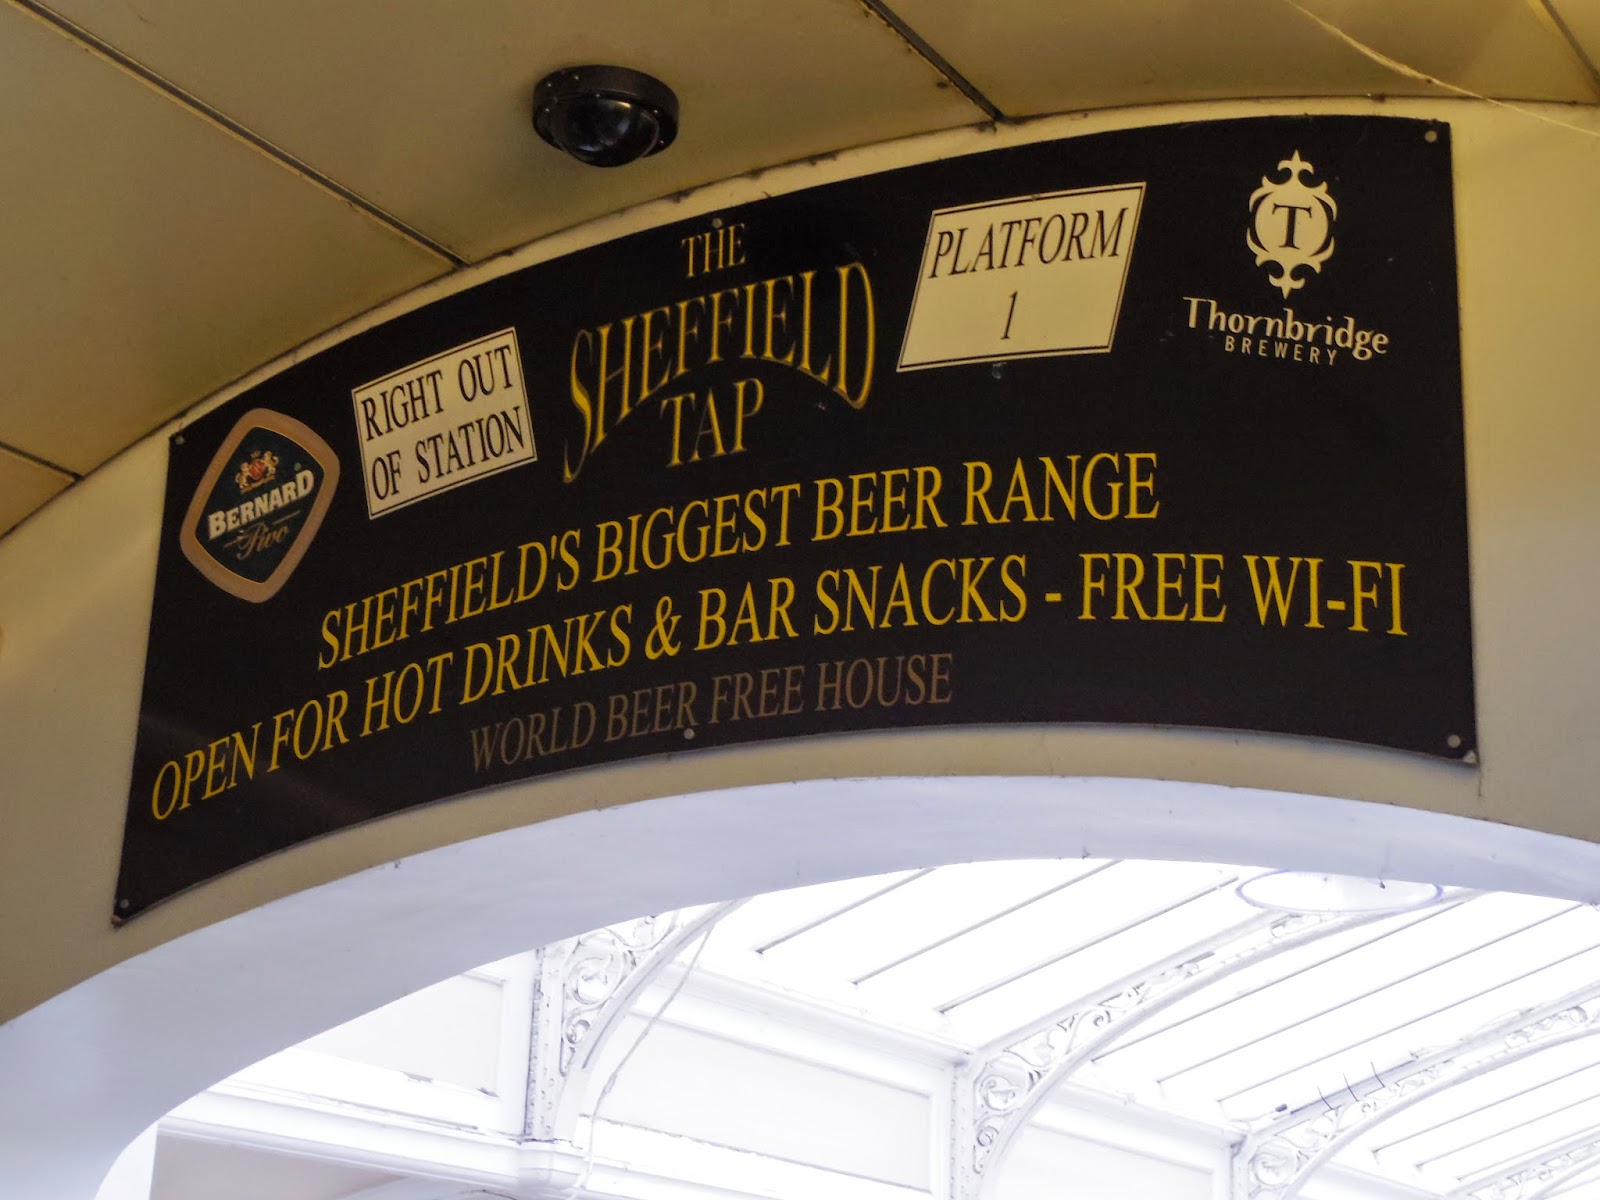 BERNARD
Pivo
RIGHT OUT
OF STATION
THE
SHEFFIELD
TAP
PLATFORM
1
T
Thornbridge
BREWERY
SHEFFIELD'S BIGGEST BEER RANGE
OPEN FOR HOT DRINKS & BAR SNACKS - FREE WI-FI
WORLD BEER FREE HOUSE